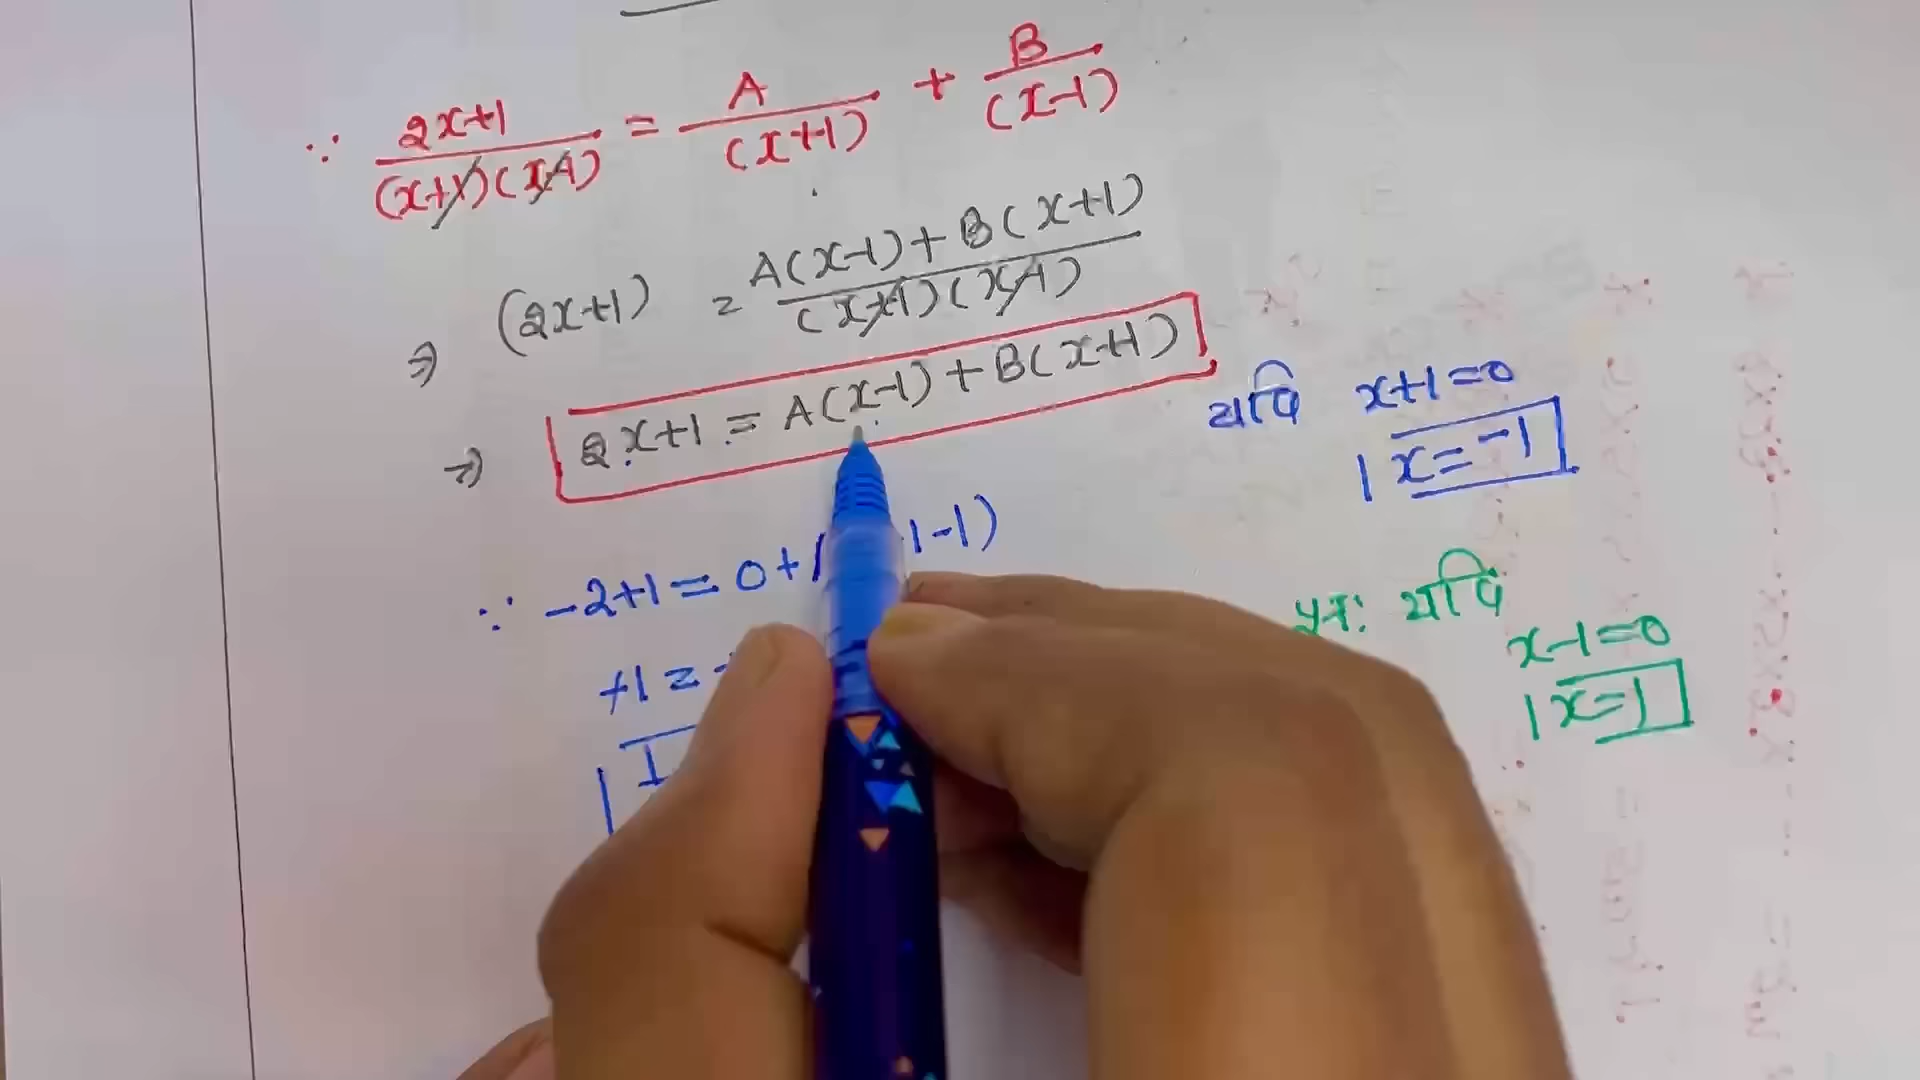 ∵ 2x+1/(x+1)(x-1) = A/(x+1) + B/(x-1)
⇒ (2x+1) = A(x-1) + B(x+1)/(x+1)(x-1)
⇒ 2x+1 = A(x-1) + B(x+1)
यदि x+1=0
x=-1
∵ -2+1 = 0+ 1-1)
+1 =
पुनः यदि
x-1=0
x=1